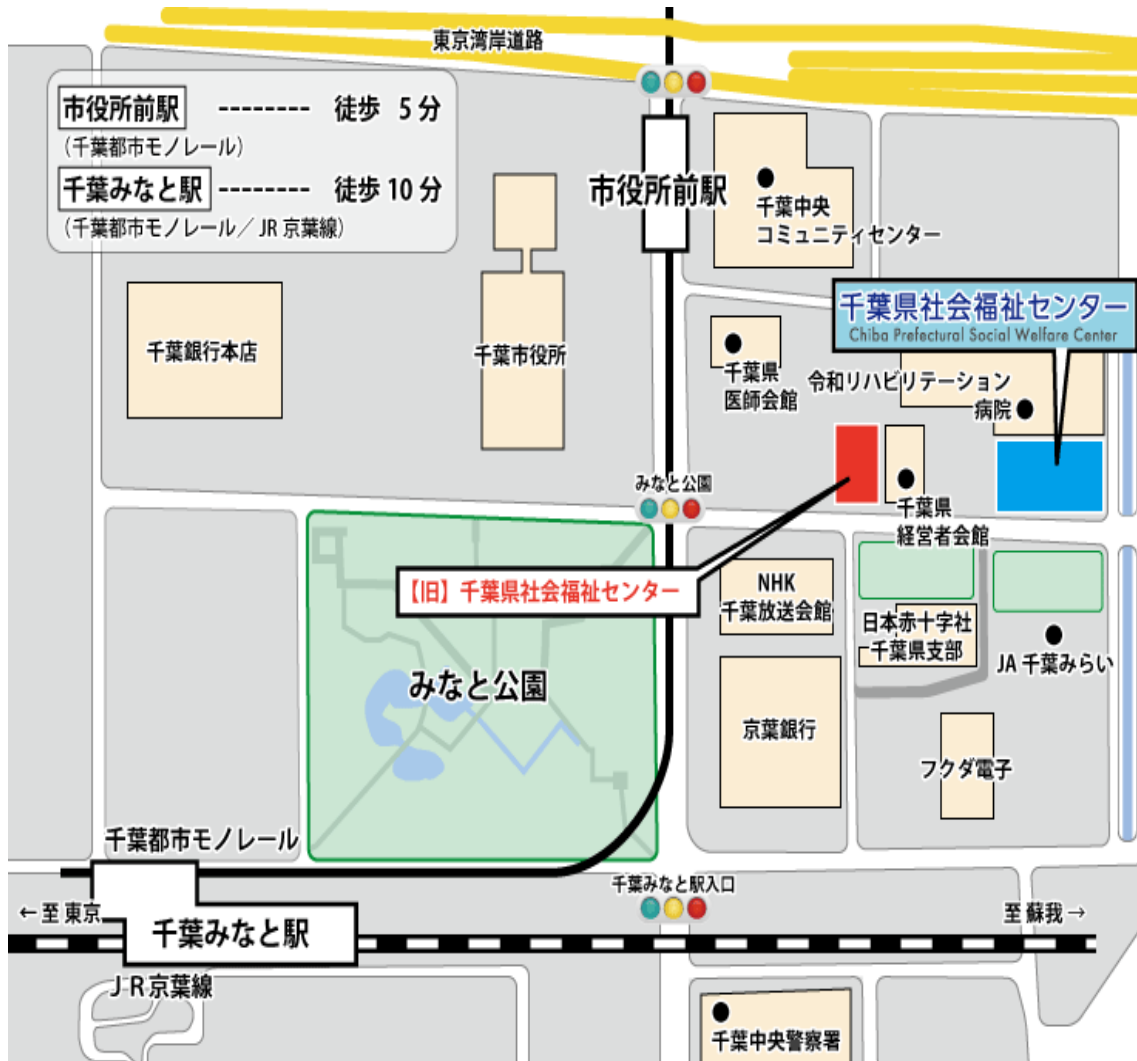 東京湾岸道路
市役所前駅 -------- 徒歩 5 分
(千葉都市モノレール)
千葉みなと駅 -------- 徒歩 10 分
(千葉都市モノレール／ JR 京葉線)
市役所前駅
千葉中央
コミュニティセンター
千葉県社会福祉センター
Chiba Prefectural Social Welfare Center
千葉銀行本店
千葉市役所
千葉県
医師会館
令和リハビリテーション
病院
みなと公園
千葉県
経営者会館
【旧】千葉県社会福祉センター
NHK
千葉放送会館
日本赤十字社
千葉県支部
JA 千葉みらい
みなと公園
京葉銀行
フクダ電子
千葉都市モノレール
千葉みなと駅入口
←至 東京
至 蘇我→
千葉みなと駅
ＪＲ京葉線
千葉中央警察署